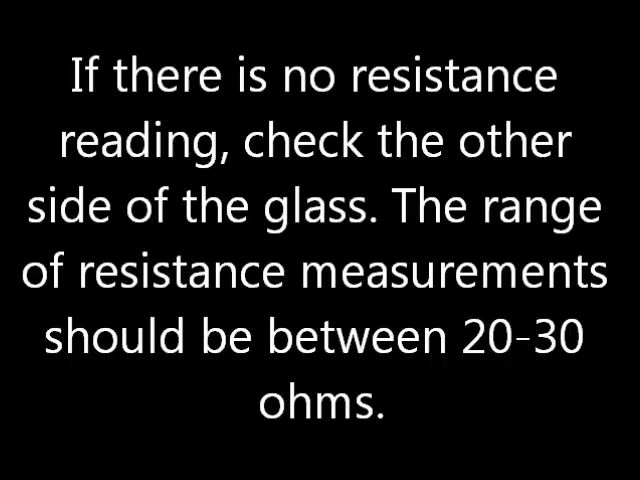 If there is no resistance
reading, check the other
side of the glass. The range
of resistance measurements
should be between 20-30
ohms.